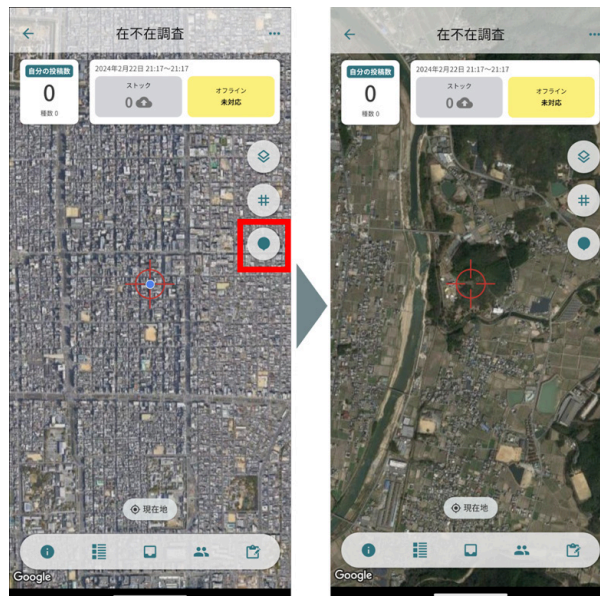 在不在調査
自分の投稿数
0
種数 0
2024年2月22日 21:17~21:17
ストック
0
オフライン
未対応
現在地
Google
在不在調査
自分の投稿数
0
種数 0
2024年2月22日 21:17~21:17
ストック
0
オフライン
未対応
現在地
Google